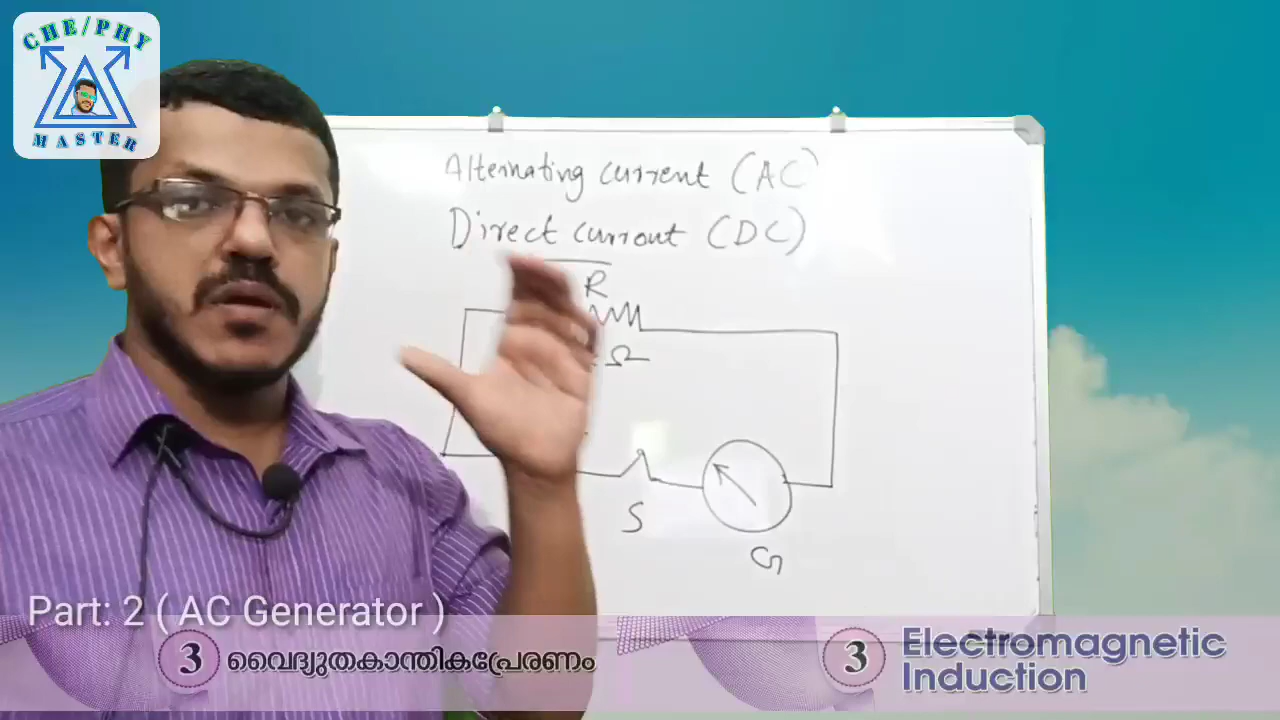 CHE/PHY
MASTER
Alternating current (AC)
Direct current (DC)
R
Ω
S
G
Part: 2 ( AC Generator )
3 വൈദ്യുതകാന്തികപ്രേരണം
3 Electromagnetic
Induction